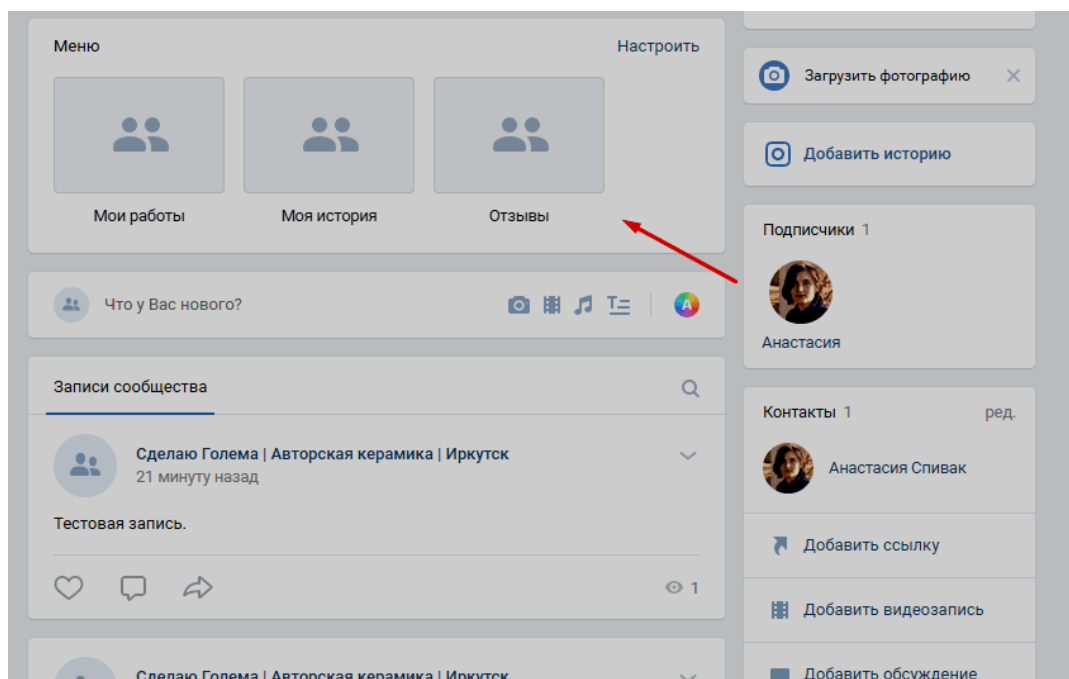 Меню
Настроить
Мои работы
Моя история
Отзывы
Что у Вас нового?
Записи сообщества
Сделаю Голема | Авторская керамика | Иркутск
21 минуту назад
Тестовая запись.
1
Сделаю Голема | Авторская керамика | Иркутск
Загрузить фотографию
Добавить историю
Подписчики 1
Анастасия
Контакты 1
ред.
Анастасия Спивак
Добавить ссылку
Добавить видеозапись
Добавить обсуждение